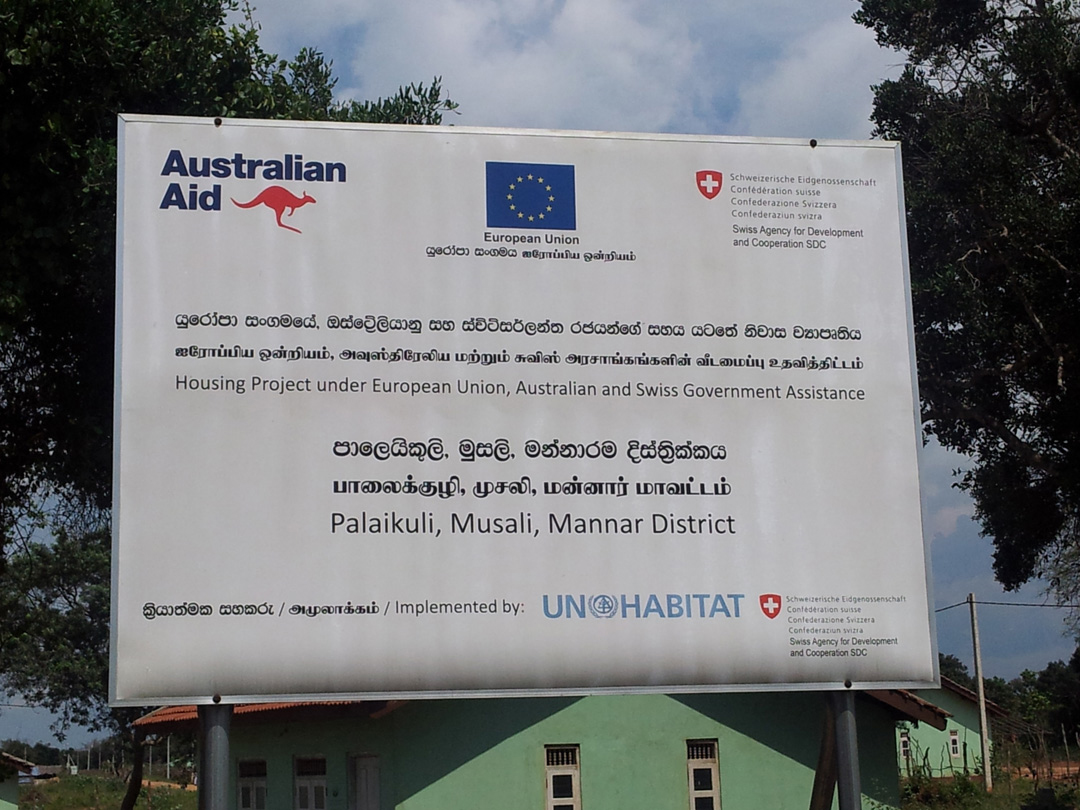 Australian
Aid
European Union
යුරෝපා සංගමය ஐரோப்பிய ஒன்றியம்
Schweizerische Eidgenossenschaft
Confédération suisse
Confederazione Svizzera
Confederaziun svizra
Swiss Agency for Development
and Cooperation SDC
යුරෝපා සංගමයේ, ඔස්ට්‍රේලියානු සහ ස්විට්සර්ලන්ත රජයන්ගේ සහය යටතේ නිවාස ව්‍යාපෘතිය
ஐரோப்பிய ஒன்றியம், அவுஸ்திரேலிய மற்றும் சுவிஸ் அரசாங்கங்களின் வீடமைப்பு உதவித்திட்டம்
Housing Project under European Union, Australian and Swiss Government Assistance
පාලෙයිකුලි, මුසලි, මන්නාරම දිස්ත්‍රික්කය
பாலைக்குழி, முசலி, மன்னார் மாவட்டம்
Palaikuli, Musali, Mannar District
ක්‍රියාත්මක සහකරු / அமுலாக்கம் / Implemented by: UN HABITAT
Schweizerische Eidgenossenschaft
Confédération suisse
Confederazione Svizzera
Confederaziun svizra
Swiss Agency for Development
and Cooperation SDC